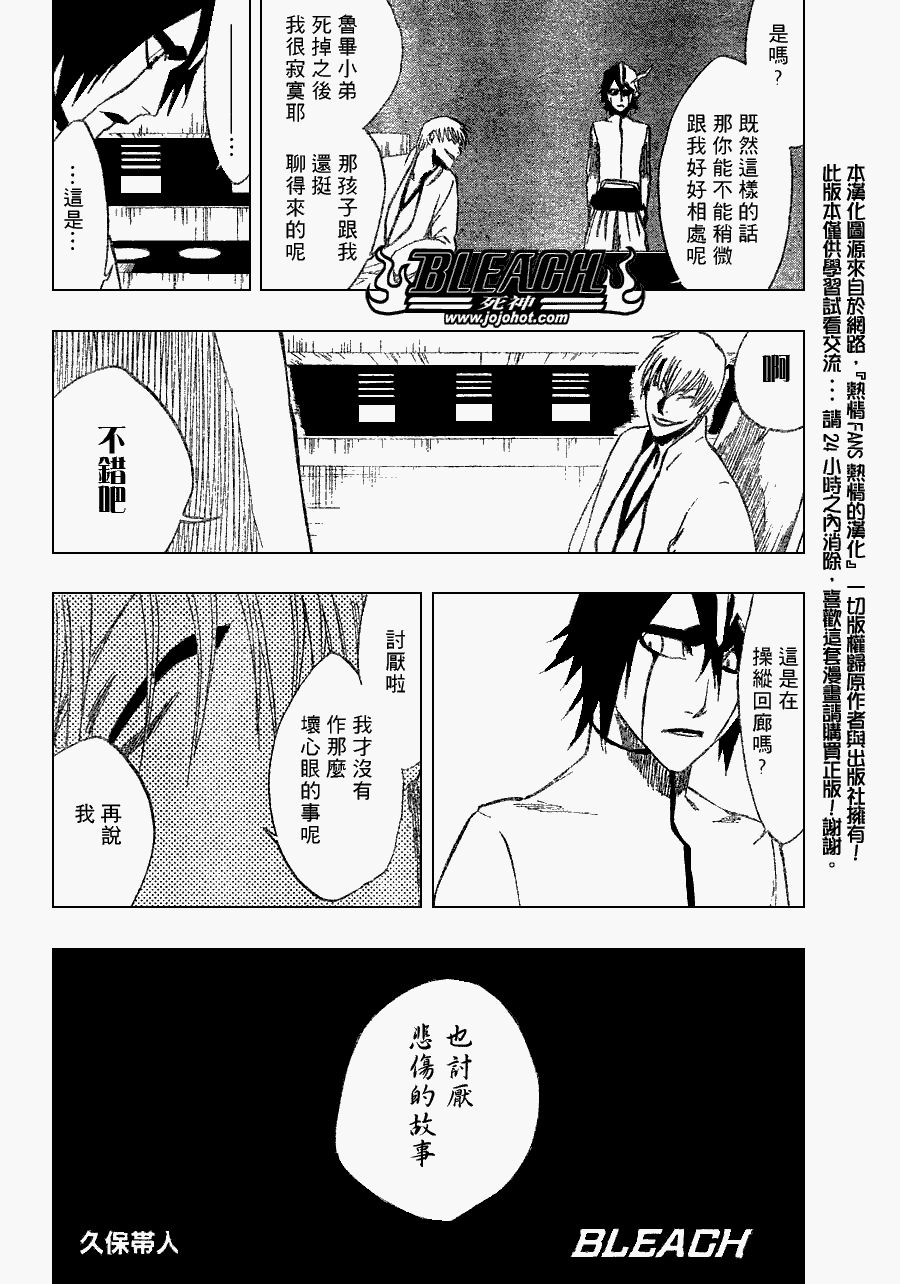 是嗎?
既然這樣的話
那你能不能稍微
跟我好好相處呢
魯畢小弟
死掉之後
我很寂寞耶
那孩子跟我
還挺
聊得來的呢
…
…這是…
BLEACH
死神
www.jojohot.com
啊
不錯吧
這是在
操縱回廊嗎?
討厭啦
我才沒有
作那麼
壞心眼的事呢
再說
我
也討厭
悲傷的故事
久保帯人
BLEACH
本漢化圖源來自於網路,『熱情FANS熱情的漢化』一切版權歸原作者與出版社擁有!
此版本僅供學習試看交流…請24小時之內消除,喜歡這套漫畫請購買正版!謝謝。